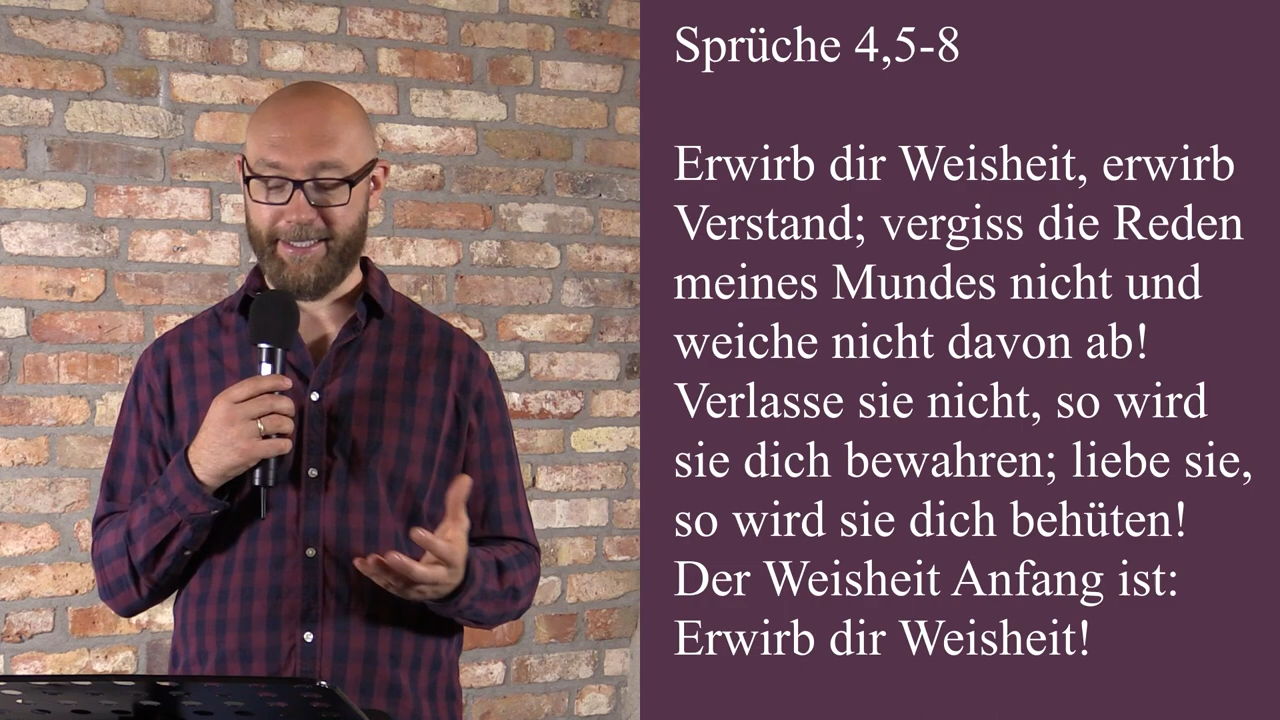 Sprüche 4,5-8
Erwirb dir Weisheit, erwirb
Verstand; vergiss die Reden
meines Mundes nicht und
weiche nicht davon ab!
Verlasse sie nicht, so wird
sie dich bewahren; liebe sie,
so wird sie dich behüten!
Der Weisheit Anfang ist:
Erwirb dir Weisheit!